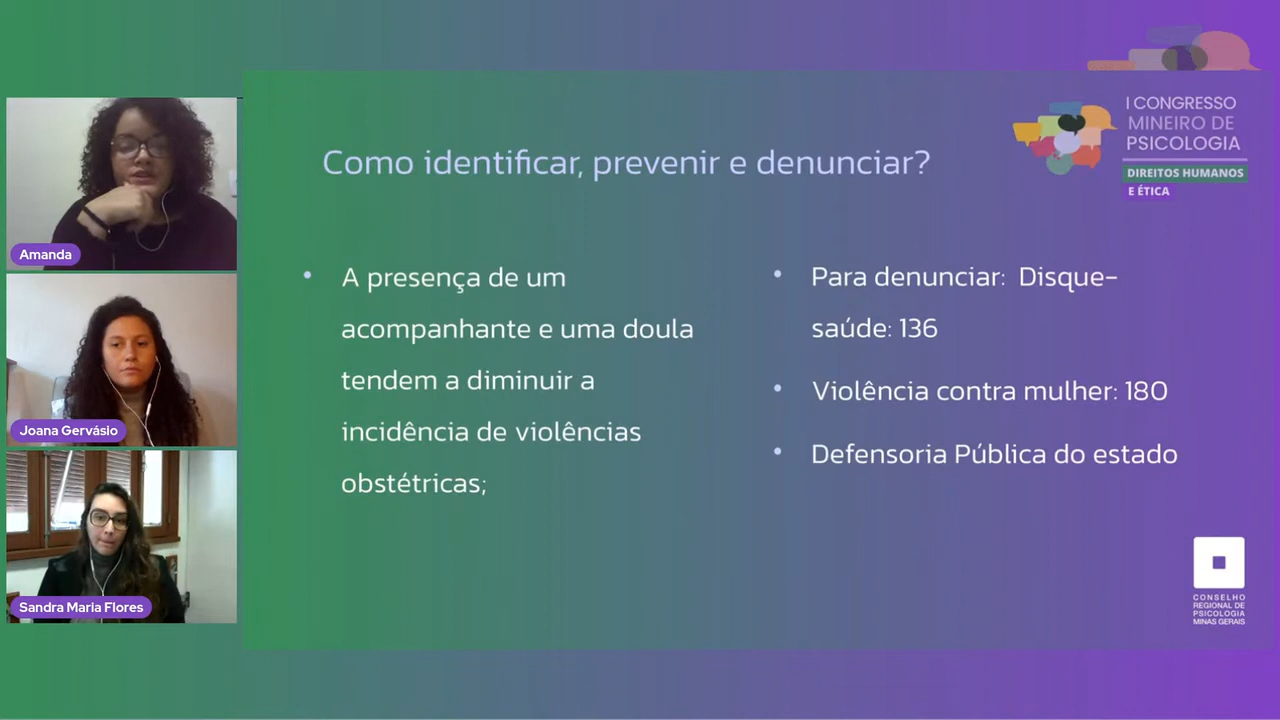 I CONGRESSO
MINEIRO DE
PSICOLOGIA
DIREITOS HUMANOS
E ÉTICA
Como identificar, prevenir e denunciar?
• A presença de um
acompanhante e uma doula
tendem a diminuir a
incidência de violências
obstétricas;
• Para denunciar: Disque-
saúde: 136
• Violência contra mulher: 180
• Defensoria Pública do estado
Amanda
Joana Gervásio
Sandra Maria Flores
CONSELHO
REGIONAL DE
PSICOLOGIA
MINAS GERAIS